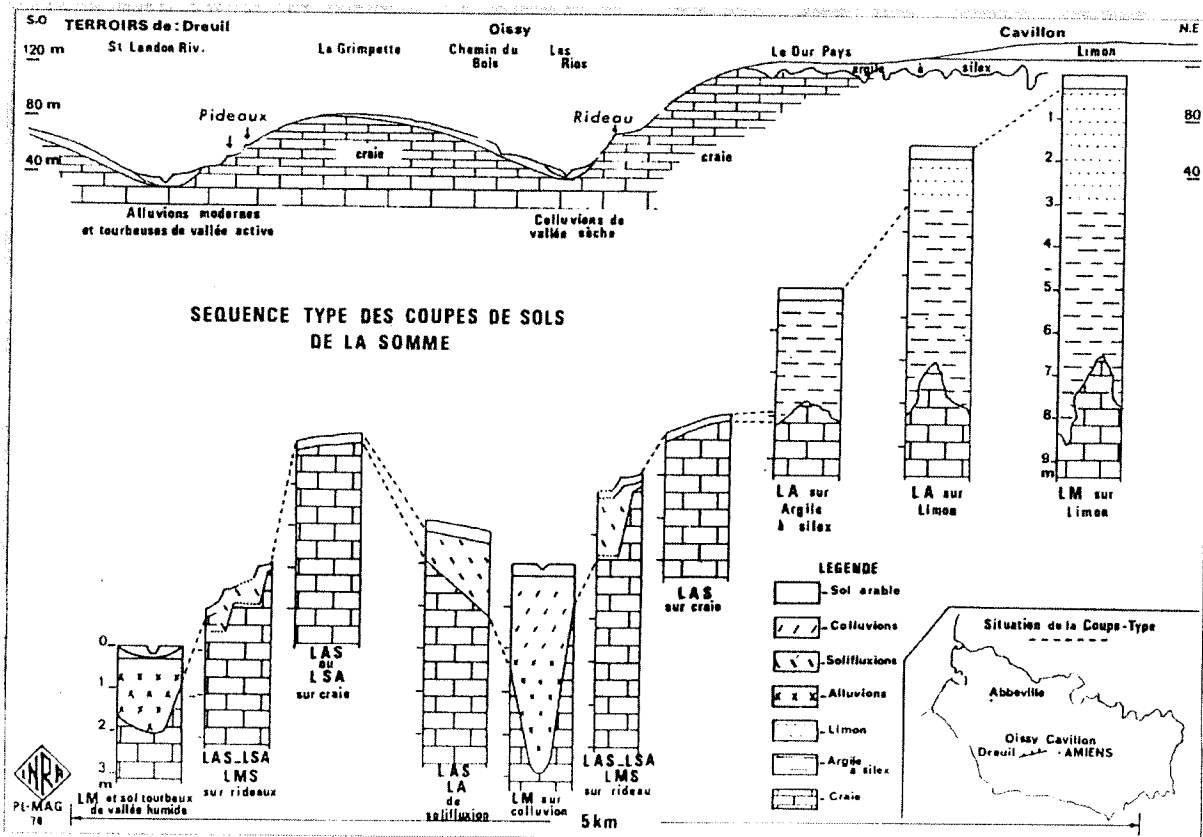 S.O
TERROIRS de: Dreuil
Oissy
Cavillon
N.E
120 m
St Landon Riv.
La Grimpette
Chemin du
Bois
Las
Rios
Le Dur Pays
Limon
argile à silex
80 m
Pideaux
Rideau
80
craie
craie
40 m
40
Alluvions modernes
et tourbeuses de vallée active
Colluvions de
vallée sèche
SEQUENCE TYPE DES COUPES DE SOLS
DE LA SOMME
1
2
3
4
5
6
7
8
9
m
LA sur
Argile
à silex
LA sur
Limon
LM sur
Limon
0
1
2
3
m
LM et sol tourbeux
de vallée humide
LAS_LSA
LMS
sur rideaux
LAS
ou
LSA
sur craie
LAS
LA
de
solifluxion
LM sur
colluvion
LAS_LSA
LMS
sur rideau
LAS
sur craie
5km
LEGENDE
Sol arable
Colluvions
Solifluxions
Alluvions
Limon
Argile
à silex
Craie
Situation de la Coupe-Type
Abbeville
Oissy Cavillon
Dreuil
AMIENS
INRA
PL-MAG
78